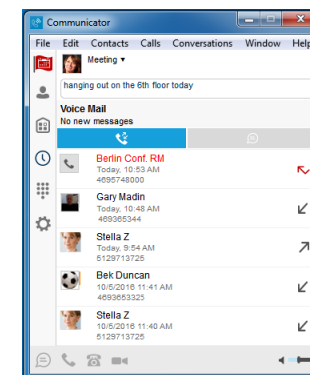 Communicator
File Edit Contacts Calls Conversations Window Help
Meeting
hanging out on the 6th floor today
Voice Mail
No new messages
Berlin Conf. RM
Today, 10:53 AM
4695748000
Gary Madin
Today, 10:48 AM
469365344
Stella Z
Today, 9:54 AM
5129713725
Bek Duncan
10/5/2016 11:41 AM
4693653325
Stella Z
10/5/2016 11:40 AM
5129713725